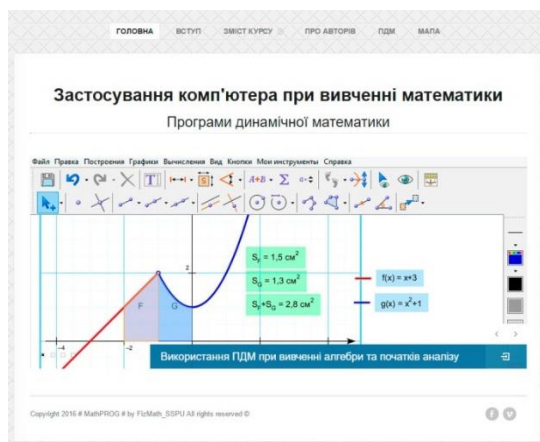 ГОЛОВНА ВСТУП ЗМІСТ КУРСУ ПРО АВТОРІВ ПДМ МАПА
Застосування комп'ютера при вивченні математики
Програми динамічної математики
Файл Правка Построения Графики Вычисления Вид Кнопки Мои инструменты Справка
A+B
S_F = 1,5 см²
S_G = 1,3 см²
S_F+S_G = 2,8 см²
f(x) = x+3
g(x) = x²+1
2
F G
-4 -2
Використання ПДМ при вивченні алгебри та початків аналізу
Copyright 2016 # MathPROG # by FizMath_SSPU All rights reserved ©